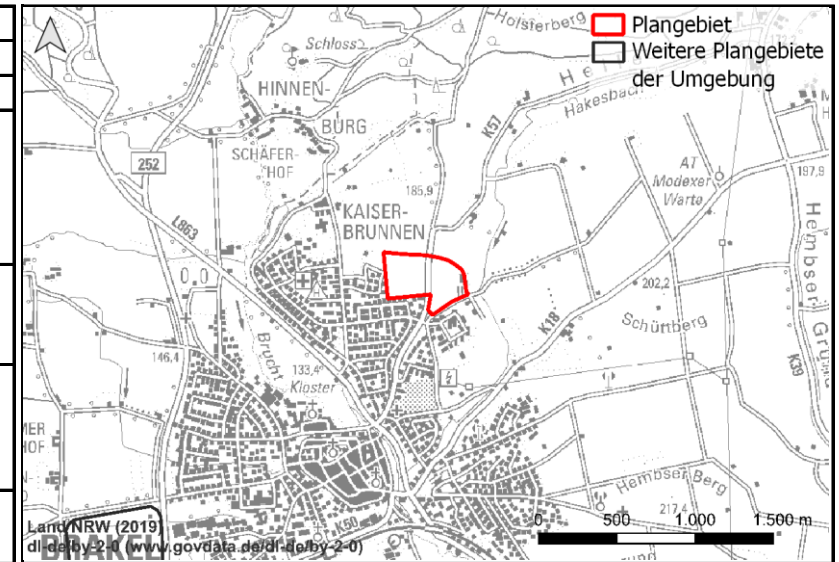 Plangebiet
Weitere Plangebiete
der Umgebung
Holsterberg
Schloss
HINNEN-
BURG
Hakesbach
K57
SCHÄFER-
HOF
252
AT
Modexer
Warte
197,9
185,9
L863
KAISER-
BRUNNEN
Hembser
202,2
Schüttberg
K18
146,4
Brucht
133,4
Kloster
K39
HOF
Hembser Berg
217,4
K50
BRAKEL
Land NRW (2019)
dl-de/by-2-0 (www.govdata.de/dl-de/by-2-0)
0 500 1.000 1.500 m